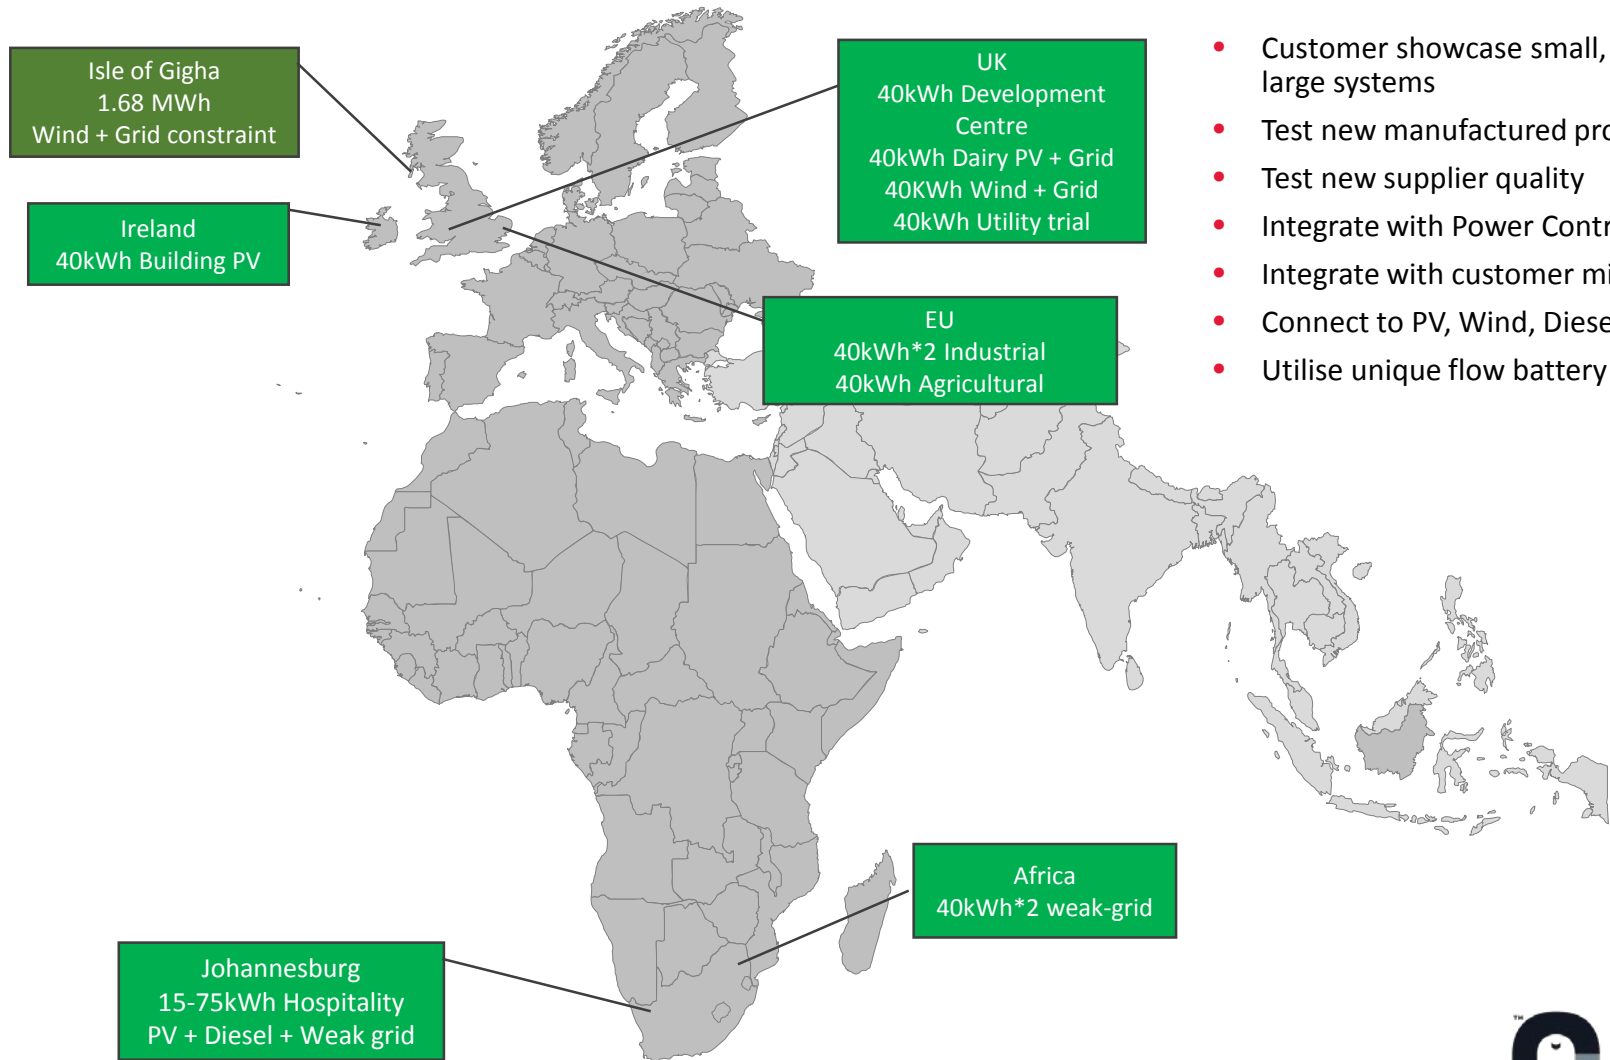 Isle of Gigha
1.68 MWh
Wind + Grid constraint
Ireland
40kWh Building PV
UK
40kWh Development
Centre
40kWh Dairy PV + Grid
40KWh Wind + Grid
40kWh Utility trial
EU
40kWh*2 Industrial
40kWh Agricultural
Africa
40kWh*2 weak-grid
Johannesburg
15-75kWh Hospitality
PV + Diesel + Weak grid
• Customer showcase small,
large systems
• Test new manufactured
• Test new supplier quality
• Integrate with Power
• Integrate with customer
• Connect to PV, Wind,
• Utilise unique flow battery
TM